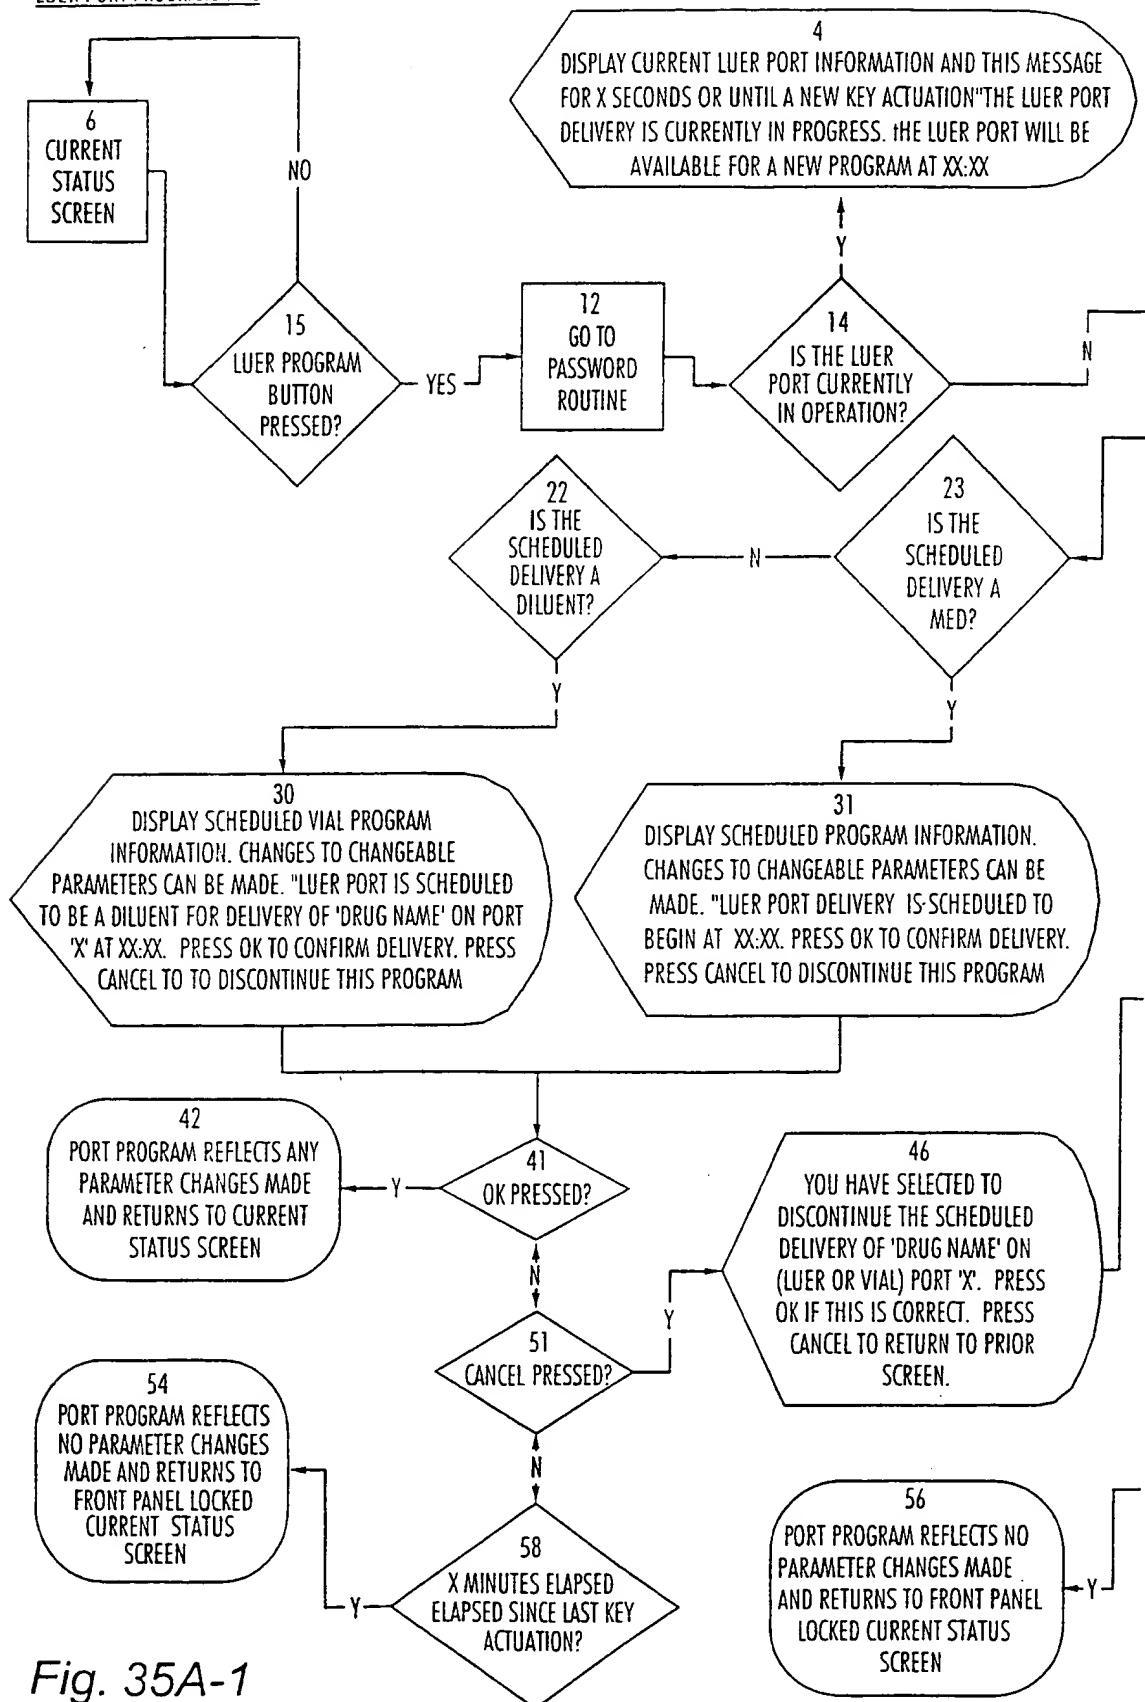 4
DISPLAY CURRENT LUER PORT INFORMATION AND THIS MESSAGE
FOR X SECONDS OR UNTIL A NEW KEY ACTUATION"THE LUER PORT
DELIVERY IS CURRENTLY IN PROGRESS. tHE LUER PORT WILL BE
AVAILABLE FOR A NEW PROGRAM AT XX:XX
6
CURRENT
STATUS
SCREEN
NO
Y
15
LUER PROGRAM
BUTTON
PRESSED?
YES
12
GO TO
PASSWORD
ROUTINE
14
IS THE LUER
PORT CURRENTLY
IN OPERATION?
N
22
IS THE
SCHEDULED
DELIVERY A
DILUENT?
N
23
IS THE
SCHEDULED
DELIVERY A
MED?
Y
Y
30
DISPLAY SCHEDULED VIAL PROGRAM
INFORMATION. CHANGES TO CHANGEABLE
PARAMETERS CAN BE MADE. "LUER PORT IS SCHEDULED
TO BE A DILUENT FOR DELIVERY OF 'DRUG NAME' ON PORT
'X' AT XX:XX. PRESS OK TO CONFIRM DELIVERY. PRESS
CANCEL TO TO DISCONTINUE THIS PROGRAM
31
DISPLAY SCHEDULED PROGRAM INFORMATION.
CHANGES TO CHANGEABLE PARAMETERS CAN BE
MADE. "LUER PORT DELIVERY IS SCHEDULED TO
BEGIN AT XX:XX. PRESS OK TO CONFIRM DELIVERY.
PRESS CANCEL TO DISCONTINUE THIS PROGRAM
42
PORT PROGRAM REFLECTS ANY
PARAMETER CHANGES MADE
AND RETURNS TO CURRENT
STATUS SCREEN
Y
41
OK PRESSED?
N
46
YOU HAVE SELECTED TO
DISCONTINUE THE SCHEDULED
DELIVERY OF 'DRUG NAME' ON
(LUER OR VIAL) PORT 'X'. PRESS
OK IF THIS IS CORRECT. PRESS
CANCEL TO RETURN TO PRIOR
SCREEN.
51
CANCEL PRESSED?
Y
N
54
PORT PROGRAM REFLECTS
NO PARAMETER CHANGES
MADE AND RETURNS TO
FRONT PANEL LOCKED
CURRENT STATUS
SCREEN
Y
58
X MINUTES ELAPSED
ELAPSED SINCE LAST KEY
ACTUATION?
56
PORT PROGRAM REFLECTS NO
PARAMETER CHANGES MADE
AND RETURNS TO FRONT PANEL
LOCKED CURRENT STATUS
SCREEN
Y
Fig. 35A-1